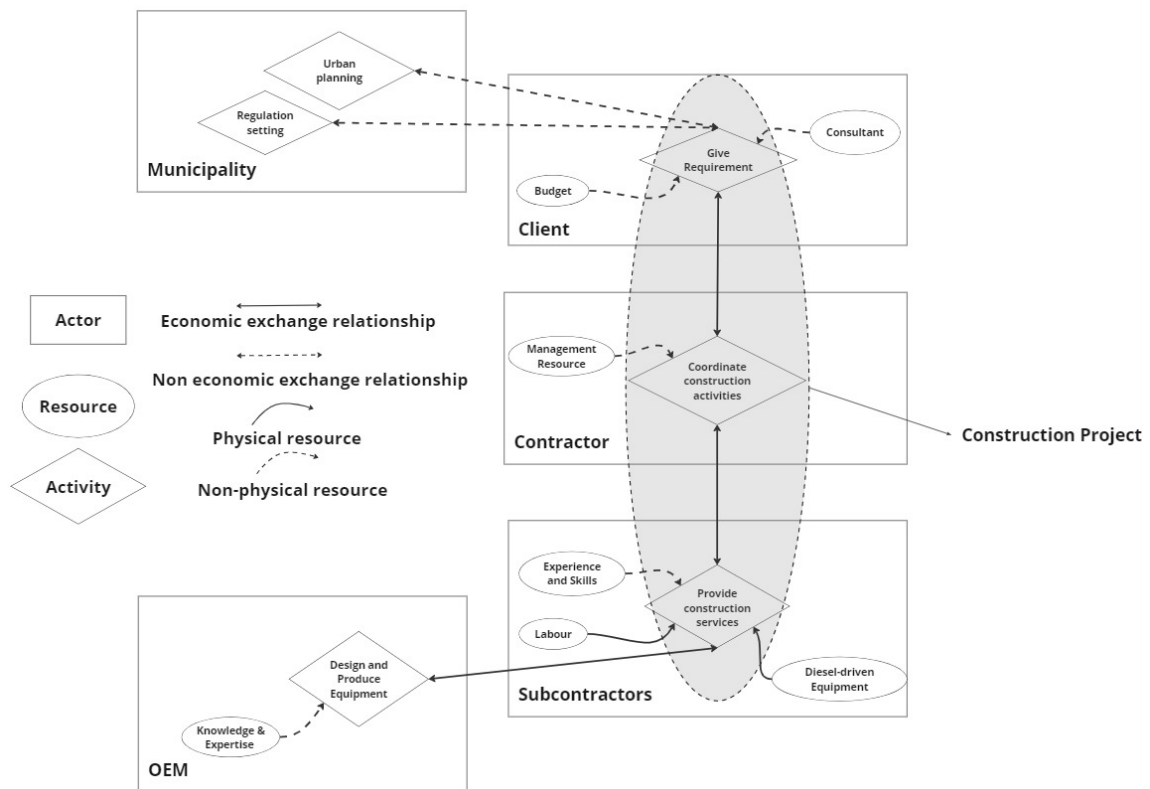 Urban
planning
Regulation
setting
Municipality
Consultant
Give
Requirement
Budget
Client
Actor
Economic exchange relationship
Non economic exchange relationship
Resource
Physical resource
Activity
Non-physical resource
Management
Resource
Coordinate
construction
activities
Contractor
Construction Project
Experience
and Skills
Provide
construction
services
Labour
Diesel-driven
Equipment
Subcontractors
Design and
Produce
Equipment
Knowledge &
Expertise
OEM